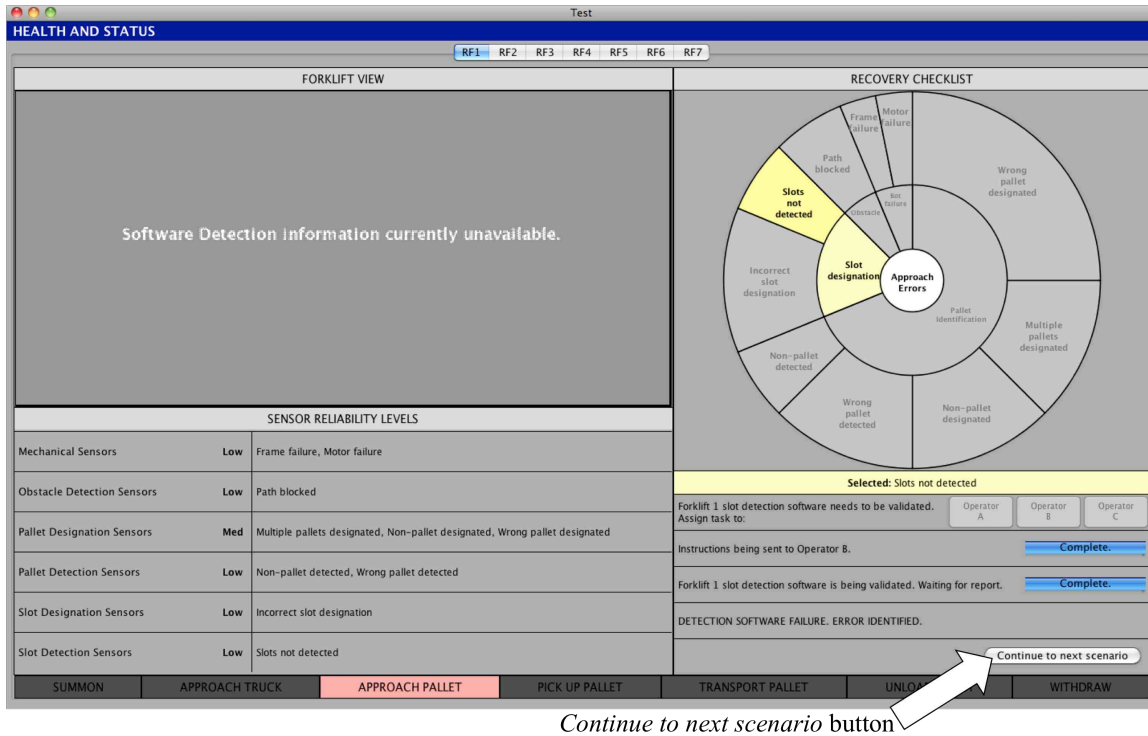 Test
HEALTH AND STATUS
RF1 RF2 RF3 RF4 RF5 RF6 RF7
FORKLIFT VIEW
Software Detection Information currently unavailable.
SENSOR RELIABILITY LEVELS
Mechanical Sensors Low Frame failure, Motor failure
Obstacle Detection Sensors Low Path blocked
Pallet Designation Sensors Med Multiple pallets designated, Non-pallet designated, Wrong pallet designated
Pallet Detection Sensors Low Non-pallet detected, Wrong pallet detected
Slot Designation Sensors Low Incorrect slot designation
Slot Detection Sensors Low Slots not detected
RECOVERY CHECKLIST
Frame
failure
Motor
failure
Path
blocked
Wrong
pallet
designated
Slots
not
detected
Obstacle
Bot
failure
Incorrect
slot
designation
Slot
designation
Approach
Errors
Pallet
Identification
Multiple
pallets
designated
Non-pallet
detected
Wrong
pallet
detected
Non-pallet
designated
Selected: Slots not detected
Forklift 1 slot detection software needs to be validated.
Assign task to:
Operator
A
Operator
B
Operator
C
Instructions being sent to Operator B. Complete.
Forklift 1 slot detection software is being validated. Waiting for report. Complete.
DETECTION SOFTWARE FAILURE. ERROR IDENTIFIED.
Continue to next scenario
SUMMON APPROACH TRUCK APPROACH PALLET PICK UP PALLET TRANSPORT PALLET WITHDRAW
Continue to next scenario button